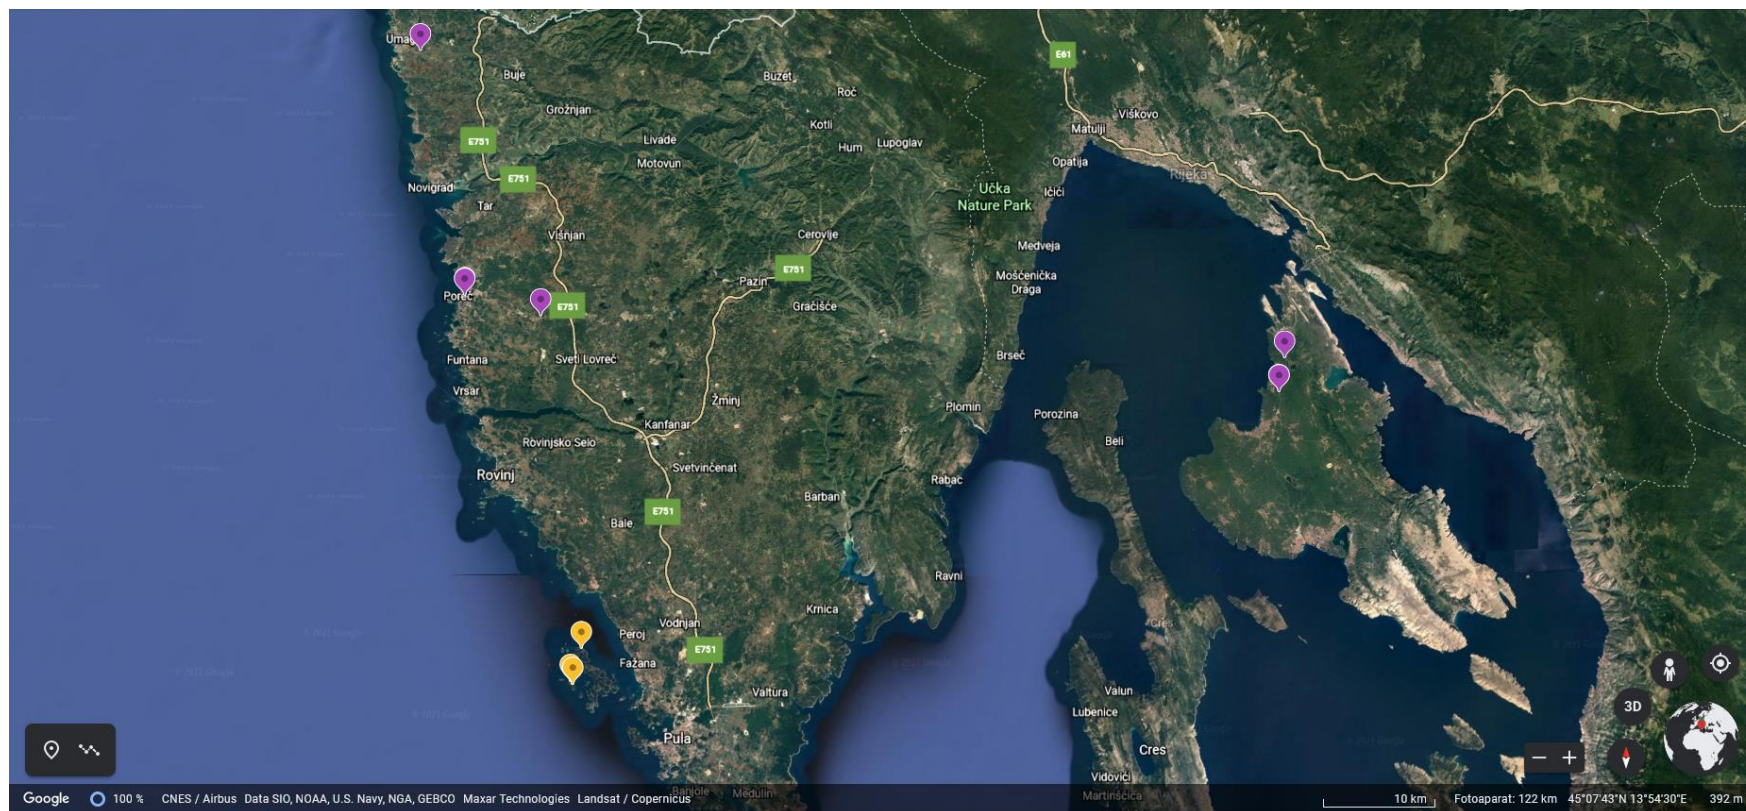 Umag
E61
Buje
Buzet
Roč
Grožnjan
Viškovo
Kotli
Matulji
E751
Livade
Hum
Lupoglav
Motovun
Opatija
Rijeka
E751
Novigrad
Učka
Nature Park
Ičići
Tar
Višnjan
Cerovlje
Medveja
E751
Pazin
Mošćenička
Draga
Poreč
E751
Gračišće
Funtana
Sveti Lovreč
Brseč
Vrsar
Žminj
Plomin
Porozina
Kanfanar
Rovinjsko Selo
Beli
Rovinj
Svetvinčenat
Rabac
Barban
E751
Bale
Ravni
Krnica
Vodnjan
Cres
Peroj
E751
Fažana
Valtura
Valun
Lubenice
3D
Pula
Cres
Vidovići
Banjole
Medulin
Martinšćica
Google
100 %
CNES / Airbus Data SIO, NOAA, U.S. Navy, NGA, GEBCO Maxar Technologies Landsat / Copernicus
10 km
Fotoaparat: 122 km
45°07'43"N 13°54'30"E
392 m